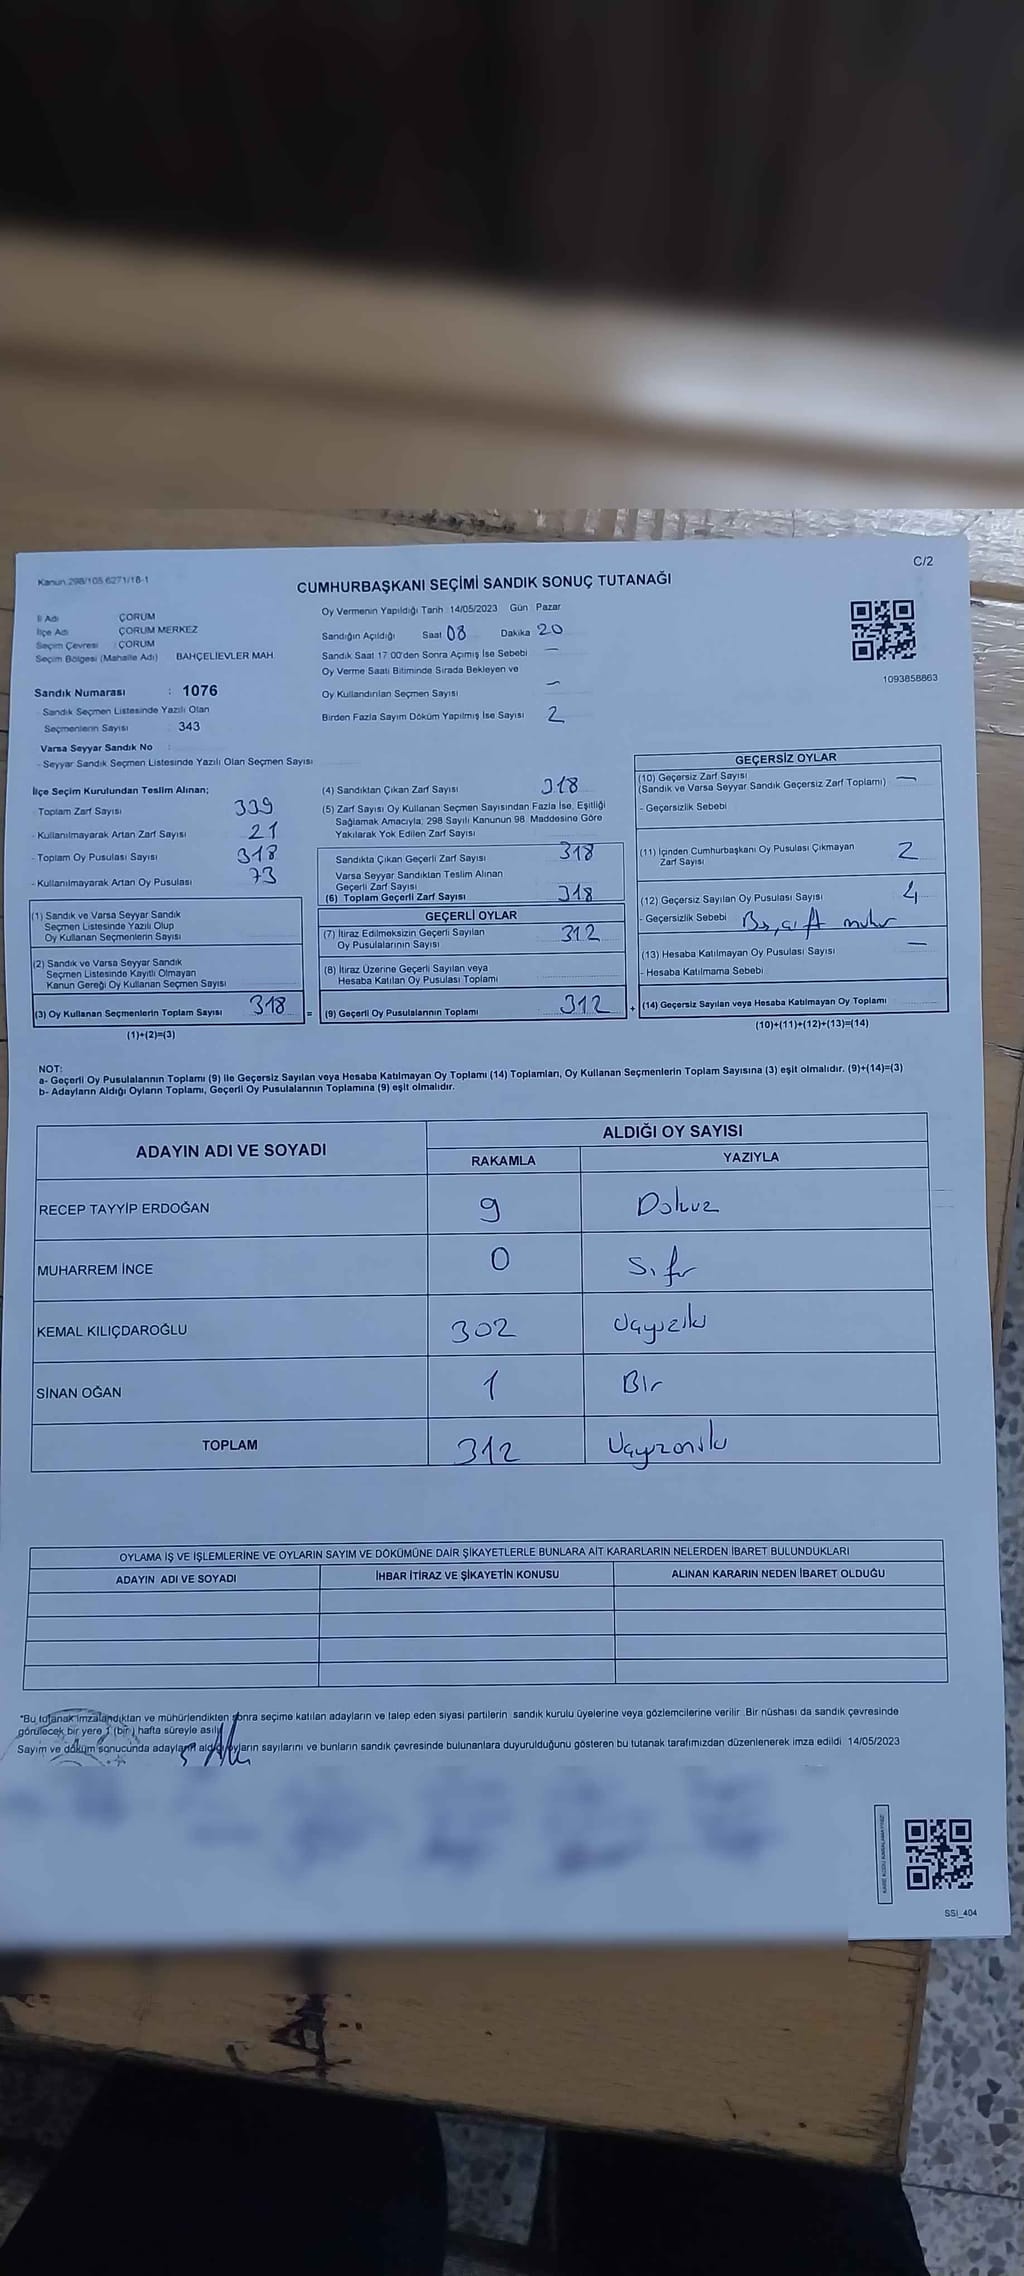 Kanun.298/105.6271/18-1
C/2
CUMHURBAŞKANI SEÇİMİ SANDIK SONUÇ TUTANAĞI
İl Adı ÇORUM
İlçe Adı ÇORUM MERKEZ
Seçim Çevresi ÇORUM
Seçim Bölgesi (Mahalle Adı) BAHÇELİEVLER MAH.
Sandık Numarası : 1076
- Sandık Seçmen Listesinde Yazılı Olan
Seçmenlerin Sayısı : 343
Varsa Seyyar Sandık No :
- Seyyar Sandık Seçmen Listesinde Yazılı Olan Seçmen Sayısı
Oy Vermenin Yapıldığı Tarih 14/05/2023 Gün Pazar
Sandığın Açıldığı Saat 08 Dakika 20
Sandık Saat 17:00'den Sonra Açımış İse Sebebi —
Oy Verme Saati Bitiminde Sırada Bekleyen ve
Oy Kullandırılan Seçmen Sayısı —
Birden Fazla Sayım Döküm Yapılmış İse Sayısı 2
1093858863
İlçe Seçim Kurulundan Teslim Alınan;
- Toplam Zarf Sayısı 339
- Kullanılmayarak Artan Zarf Sayısı 21
- Toplam Oy Pusulası Sayısı 318
- Kullanılmayarak Artan Oy Pusulası 73
(1) Sandık ve Varsa Seyyar Sandık
Seçmen Listesinde Yazılı Olup
Oy Kullanan Seçmenlerin Sayısı
(2) Sandık ve Varsa Seyyar Sandık
Seçmen Listesinde Kayıtlı Olmayan
Kanun Gereği Oy Kullanan Seçmen Sayısı
(3) Oy Kullanan Seçmenlerin Toplam Sayısı 318 =
(1)+(2)=(3)
(4) Sandıktan Çıkan Zarf Sayısı 318
(5) Zarf Sayısı Oy Kullanan Seçmen Sayısından Fazla İse, Eşitliği
Sağlamak Amacıyla, 298 Sayılı Kanunun 98. Maddesine Göre
Yakılarak Yok Edilen Zarf Sayısı
Sandıkta Çıkan Geçerli Zarf Sayısı 318
Varsa Seyyar Sandıktan Teslim Alınan
Geçerli Zarf Sayısı
(6) Toplam Geçerli Zarf Sayısı 318
GEÇERLİ OYLAR
(7) İtiraz Edilmeksizin Geçerli Sayılan
Oy Pusulalarının Sayısı 312
(8) İtiraz Üzerine Geçerli Sayılan veya
Hesaba Katılan Oy Pusulası Toplamı
(9) Geçerli Oy Pusulalarının Toplamı : 312 +
GEÇERSİZ OYLAR
(10) Geçersiz Zarf Sayısı
(Sandık ve Varsa Seyyar Sandık Geçersiz Zarf Toplamı) —
- Geçersizlik Sebebi
(11) İçinden Cumhurbaşkanı Oy Pusulası Çıkmayan
Zarf Sayısı 2
(12) Geçersiz Sayılan Oy Pusulası Sayısı 4
- Geçersizlik Sebebi Boş, çift mühür
(13) Hesaba Katılmayan Oy Pusulası Sayısı —
- Hesaba Katılmama Sebebi
(14) Geçersiz Sayılan veya Hesaba Katılmayan Oy Toplamı
(10)+(11)+(12)+(13)=(14)
NOT:
a- Geçerli Oy Pusulalarının Toplamı (9) ile Geçersiz Sayılan veya Hesaba Katılmayan Oy Toplamı (14) Toplamları, Oy Kullanan Seçmenlerin Toplam Sayısına (3) eşit olmalıdır. (9)+(14)=(3)
b- Adayların Aldığı Oyların Toplamı, Geçerli Oy Pusulalarının Toplamına (9) eşit olmalıdır.
ADAYIN ADI VE SOYADI
ALDIĞI OY SAYISI
RAKAMLA YAZIYLA
RECEP TAYYİP ERDOĞAN 9 Dokuz
MUHARREM İNCE 0 Sıfır
KEMAL KILIÇDAROĞLU 302 Üçyüziki
SİNAN OĞAN 1 Bir
TOPLAM 312 Üçyüzoniki
OYLAMA İŞ VE İŞLEMLERİNE VE OYLARIN SAYIM VE DÖKÜMÜNE DAİR ŞİKAYETLERLE BUNLARA AİT KARARLARIN NELERDEN İBARET BULUNDUKLARI
ADAYIN ADI VE SOYADI İHBAR İTİRAZ VE ŞİKAYETİN KONUSU ALINAN KARARIN NEDEN İBARET OLDUĞU
*Bu tutanak imzalandıktan ve mühürlendikten sonra seçime katılan adayların ve talep eden siyasi partilerin sandık kurulu üyelerine veya gözlemcilerine verilir. Bir nüshası da sandık çevresinde
görülecek bir yere 1 (bir) hafta süreyle asılır
Sayım ve döküm sonucunda adayların aldığı oyların sayılarını ve bunların sandık çevresinde bulunanlara duyurulduğunu gösteren bu tutanak tarafımızdan düzenlenerek imza edildi. 14/05/2023
SSI_404